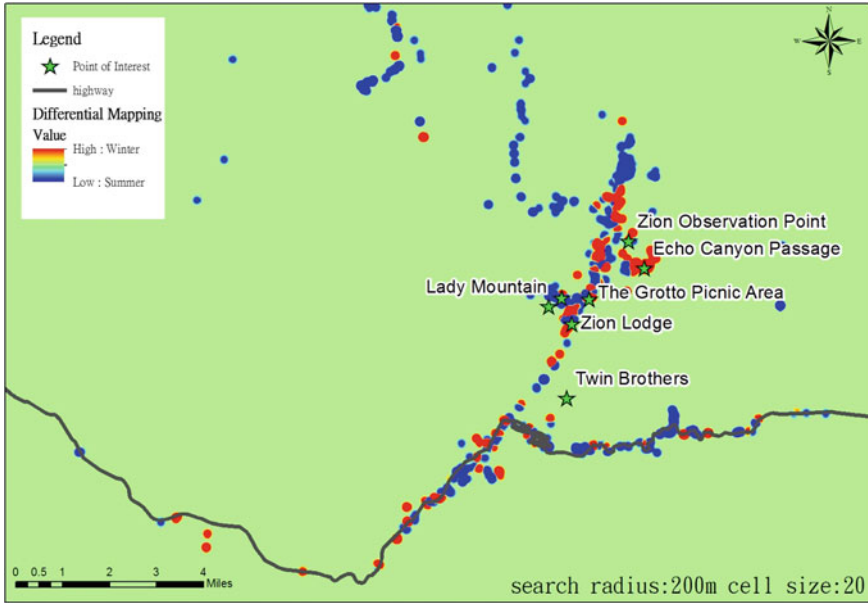 N
W E
S
Legend
Point of Interest
highway
Differential Mapping
Value
High : Winter
Low : Summer
Zion Observation Point
Echo Canyon Passage
Lady Mountain
The Grotto Picnic Area
Zion Lodge
Twin Brothers
0 0.5 1 2 3 4
Miles
search radius:200m cell size:20